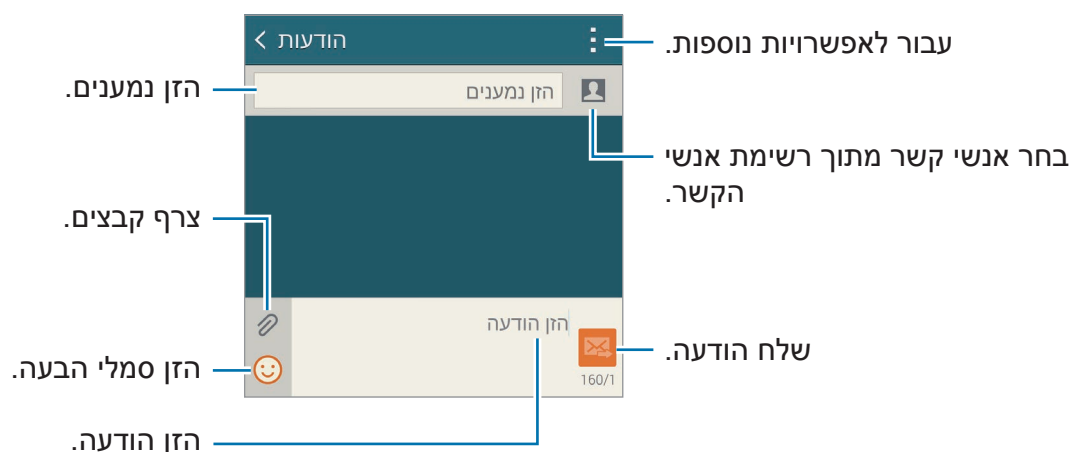 הודעות
עבור לאפשרויות נוספות.
הזן נמענים
הזן נמענים.
בחר אנשי קשר מתוך רשימת אנשי
הקשר.
צרף קבצים.
הזן הודעה
שלח הודעה.
160/1
הזן סמלי הבעה.
הזן הודעה.